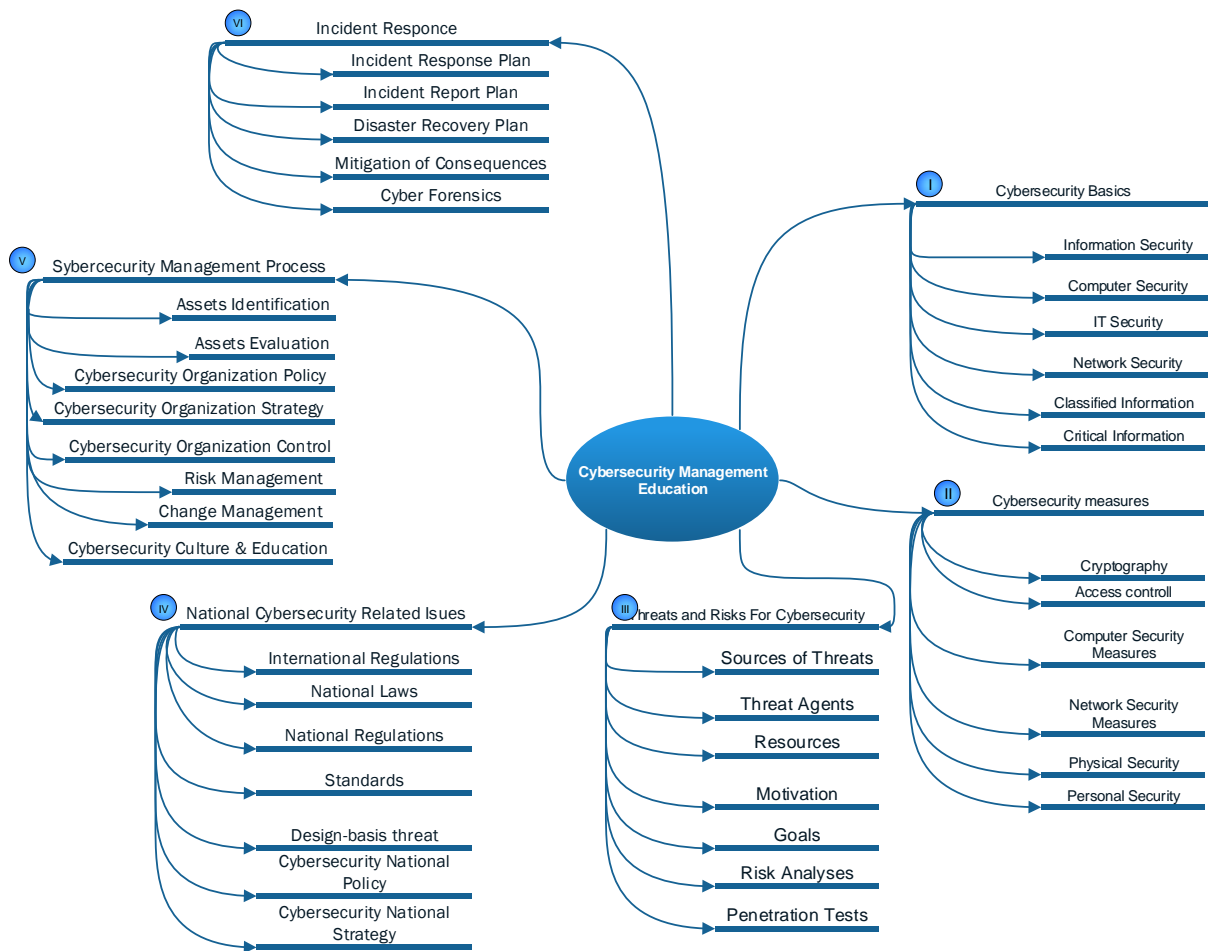 Cybersecurity Management
Education
I
Cybersecurity Basics
Information Security
Computer Security
IT Security
Network Security
Classified Information
Critical Information
II
Cybersecurity measures
Cryptography
Access controll
Computer Security
Measures
Network Security
Measures
Physical Security
Personal Security
III
Threats and Risks For Cybersecurity
Sources of Threats
Threat Agents
Resources
Motivation
Goals
Risk Analyses
Penetration Tests
IV
National Cybersecurity Related Isues
International Regulations
National Laws
National Regulations
Standards
Design-basis threat
Cybersecurity National
Policy
Cybersecurity National
Strategy
V
Sybercecurity Management Process
Assets Identification
Assets Evaluation
Cybersecurity Organization Policy
Cybersecurity Organization Strategy
Cybersecurity Organization Control
Risk Management
Change Management
Cybersecurity Culture & Education
VI
Incident Responce
Incident Response Plan
Incident Report Plan
Disaster Recovery Plan
Mitigation of Consequences
Cyber Forensics